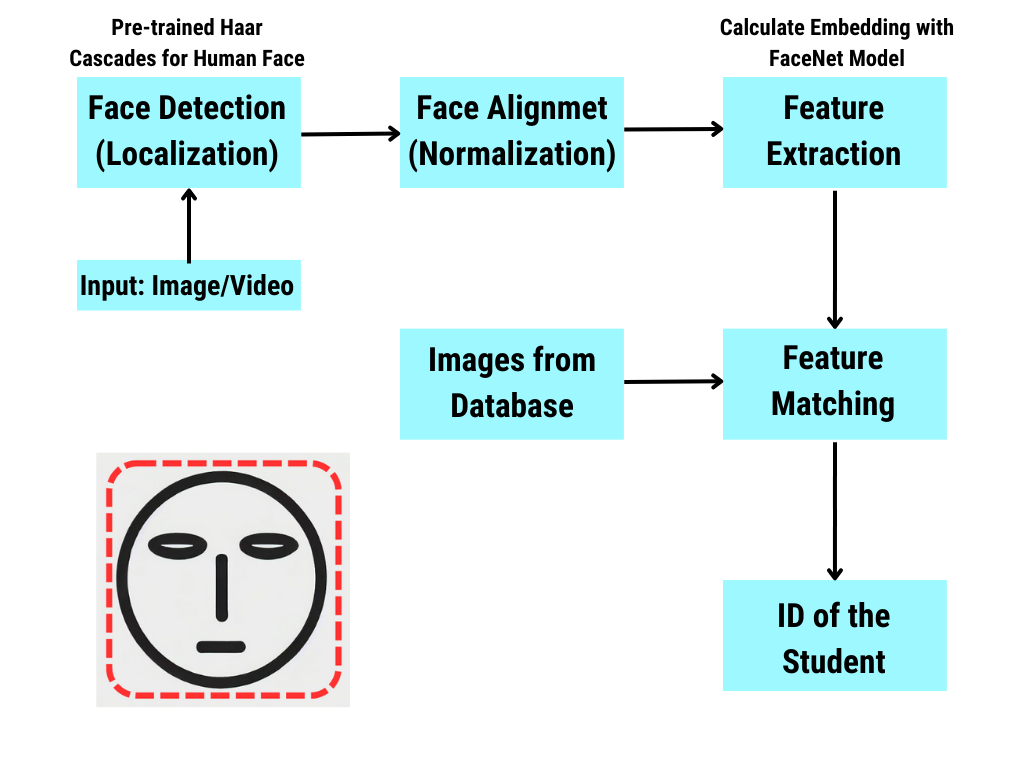 Pre-trained Haar
Cascades for Human Face
Face Detection
(Localization)
Face Alignmet
(Normalization)
Calculate Embedding with
FaceNet Model
Feature
Extraction
Input: Image/Video
Images from
Database
Feature
Matching
ID of the
Student